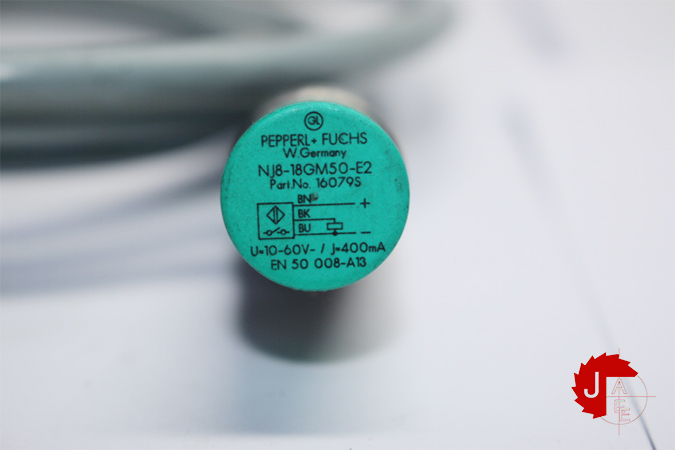 GL
PEPPERL+ FUCHS
W.Germany
NJ8-18GM50-E2
Part.No. 16079S
BN +
BK
BU -
U=10-60V- / J=400mA
EN 50 008-A13
J A
E
E